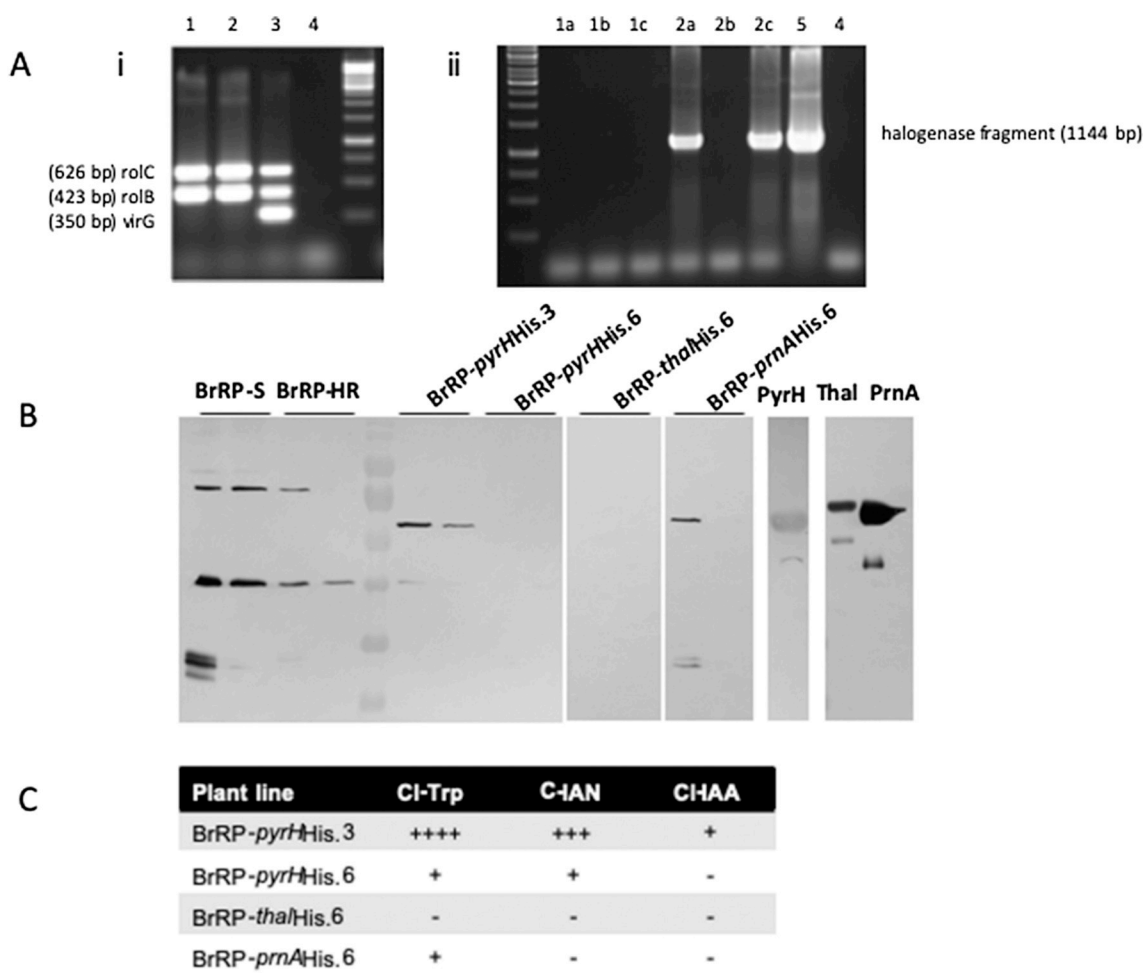 1 2 3 4
1a 1b 1c 2a 2b 2c 5 4
A i ii
halogenase fragment (1144 bp)
(626 bp) rolC
(423 bp) rolB
(350 bp) virG
BrRP-S BrRP-HR BrRP-pyrHHis.3 BrRP-pyrHHis.6 BrRP-thalHis.6 BrRP-prnAHis.6 PyrH Thal PrnA
B
C
Plant line Cl-Trp C-IAN CHAA
BrRP-pyrHHis.3 ++++ +++ +
BrRP-pyrHHis.6 + + -
BrRP-thalHis.6 - - -
BrRP-prnAHis.6 + - -